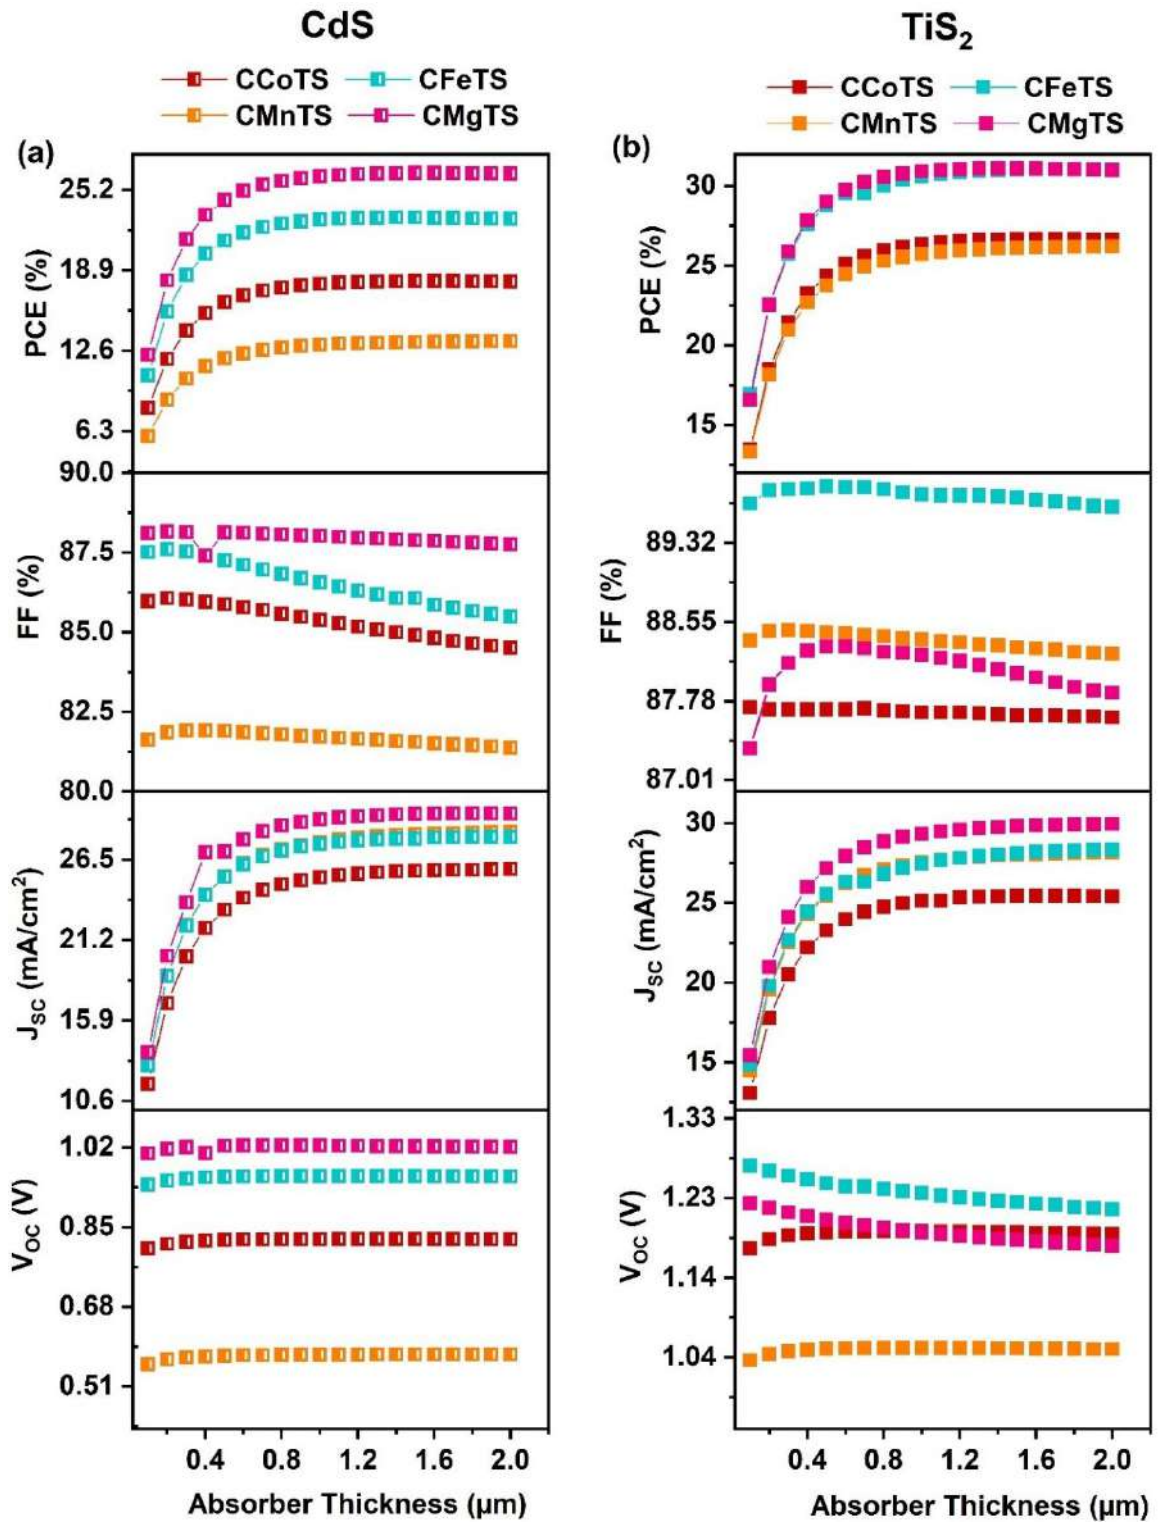 CdS
CCoTS CFeTS
CMnTS CMgTS
(a)
PCE (%)
25.2
18.9
12.6
6.3
90.0
FF (%)
87.5
85.0
82.5
80.0
JSC (mA/cm2)
26.5
21.2
15.9
10.6
VOC (V)
1.02
0.85
0.68
0.51
0.4 0.8 1.2 1.6 2.0
Absorber Thickness (μm)
TiS2
CCoTS CFeTS
CMnTS CMgTS
(b)
PCE (%)
30
25
20
15
FF (%)
89.32
88.55
87.78
87.01
JSC (mA/cm2)
30
25
20
15
VOC (V)
1.33
1.23
1.14
1.04
0.4 0.8 1.2 1.6 2.0
Absorber Thickness (μm)